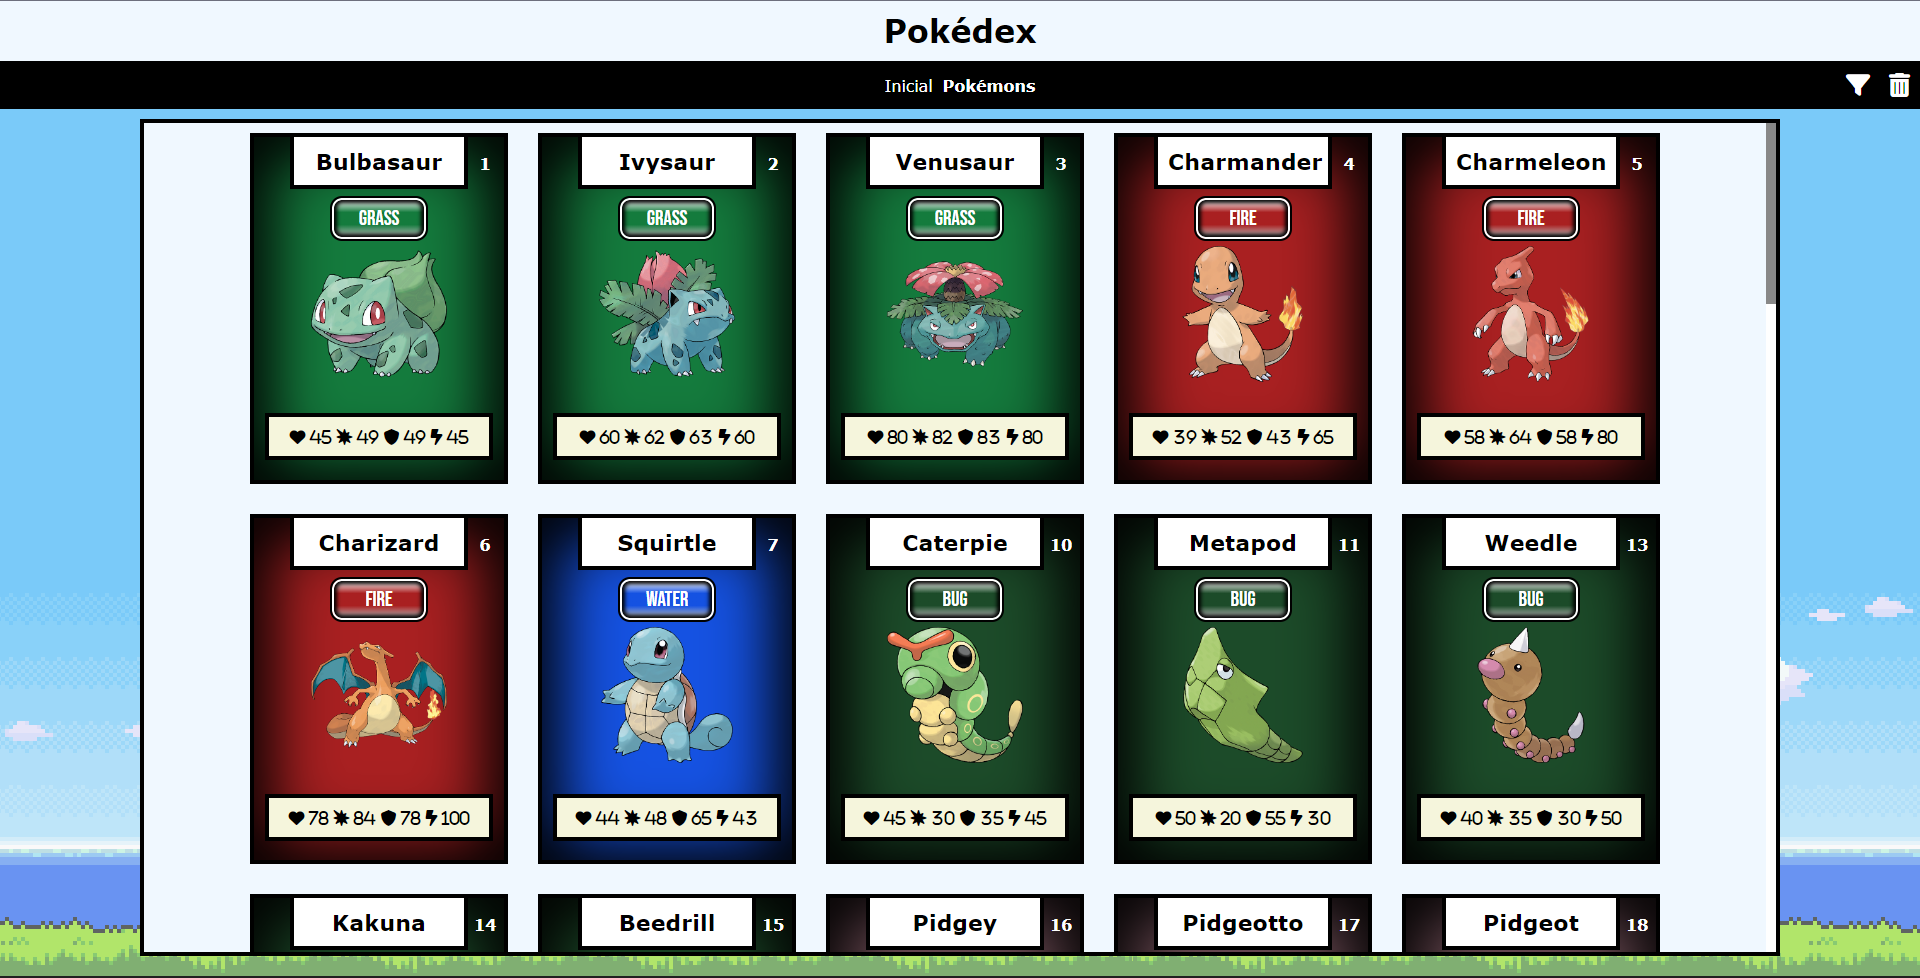 Pokédex
Inicial Pokémons
Bulbasaur 1
GRASS
45 49 49 45
Ivysaur 2
GRASS
60 62 63 60
Venusaur 3
GRASS
80 82 83 80
Charmander 4
FIRE
39 52 43 65
Charmeleon 5
FIRE
58 64 58 80
Charizard 6
FIRE
78 84 78 100
Squirtle 7
WATER
44 48 65 43
Caterpie 10
BUG
45 30 35 45
Metapod 11
BUG
50 20 55 30
Weedle 13
BUG
40 35 30 50
Kakuna 14
Beedrill 15
Pidgey 16
Pidgeotto 17
Pidgeot 18